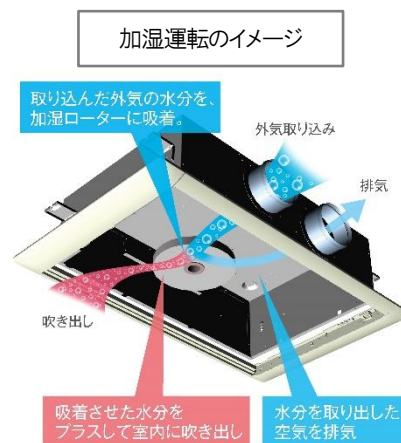 加湿運転のイメージ
取り込んだ外気の水分を、
加湿ローターに吸着。
外気取り込み
排気
吹き出し
吸着させた水分を
プラスして室内に吹き出し
水分を取り出した
空気を排気